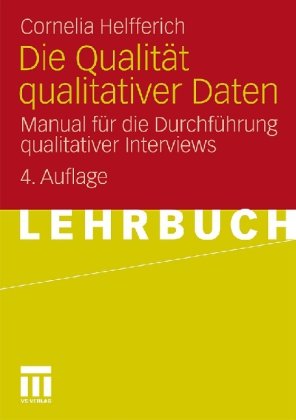 Cornelia Helfferich
Die Qualität
qualitativer Daten
Manual für die Durchführung
qualitativer Interviews
4. Auflage
LEHRBUCH
VS VERLAG